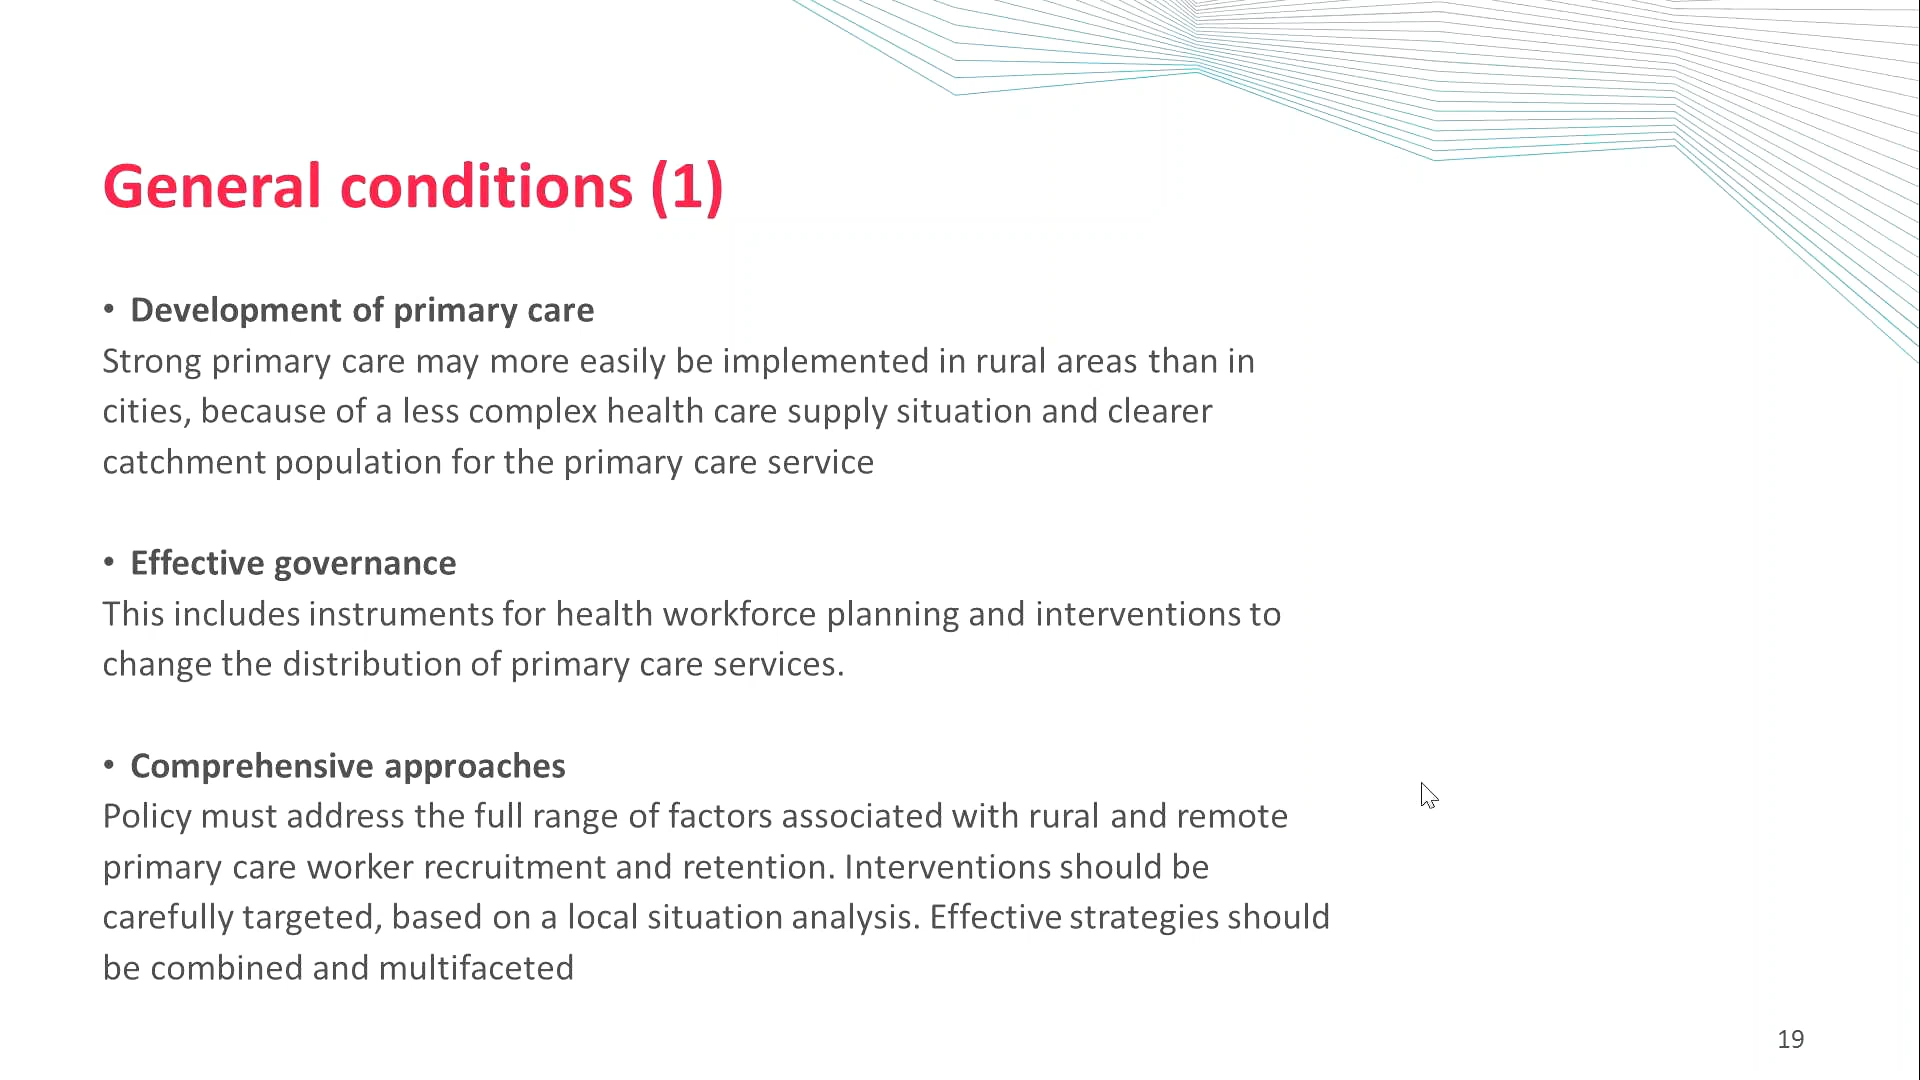 General conditions (1)
• Development of primary care
Strong primary care may more easily be implemented in rural areas than in
cities, because of a less complex health care supply situation and clearer
catchment population for the primary care service
• Effective governance
This includes instruments for health workforce planning and interventions to
change the distribution of primary care services.
• Comprehensive approaches
Policy must address the full range of factors associated with rural and remote
primary care worker recruitment and retention. Interventions should be
carefully targeted, based on a local situation analysis. Effective strategies should
be combined and multifaceted
19